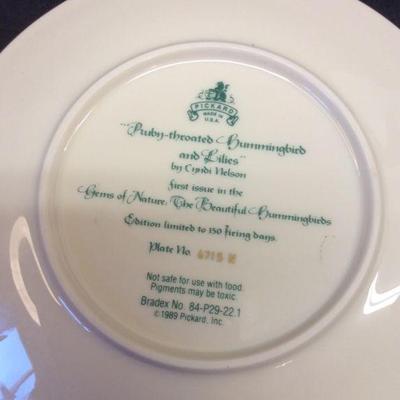 PICKARD
MADE IN
U.S.A.
"Ruby-throated Hummingbird
and Lilies"
by Cyndi Nelson
first issue in the
Gems of Nature: The Beautiful Hummingbirds
Edition limited to 150 firing days.
Plate No. 6715 N
Not safe for use with food.
Pigments may be toxic.
Bradex No. 84-P29-22.1
©1989 Pickard, Inc.